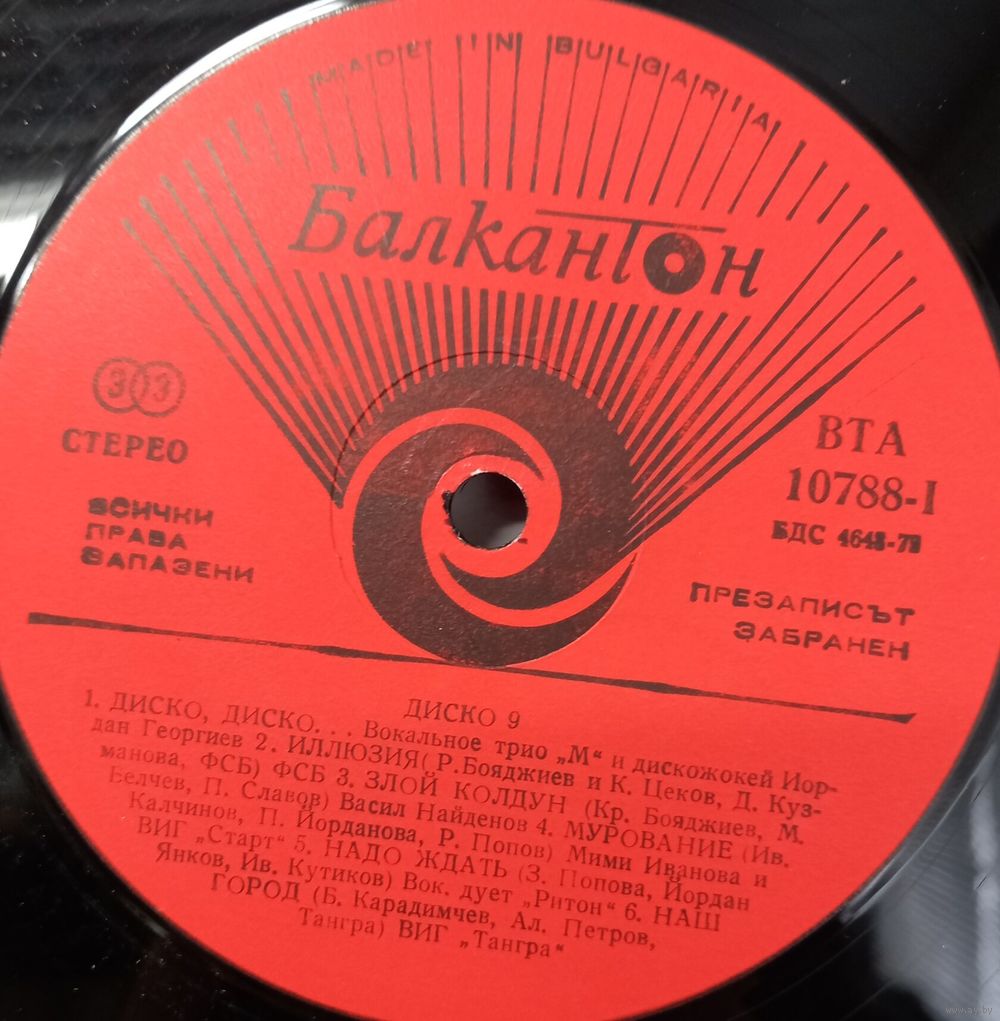 MADE IN BULGARIA
БалканТон
33
СТЕРЕО
ВСИЧКИ
ПРАВА
ЗАПАЗЕНИ
ВТА
10788-I
БДС
ПРЕЗАПИСЪТ
ЗАБРАНЕН
ДИСКО 9
1. ДИСКО, ДИСКО. . . Вокальное трио „М“ и дискожокей Йор-
дан Георгиев 2. ИЛЛЮЗИЯ( Р.Бояджиев и К. Цеков, Д. Куз-
манова, ФСБ) ФСБ 3. ЗЛОЙ КОЛДУН (Кр. Бояджиев, М.
Белчев, П. Славов) Васил Найденов 4. МУРОВАНИЕ (Ив.
Калчинов, П. Йорданова, Р. Попов) Мими Иванова и
ВИГ „Старт“ 5. НАДО ЖДАТЬ (З. Попова, Йордан
Янков, Ив. Кутиков) Вок. дует „Ритон“ 6. НАШ
ГОРОД (Б. Карадимчев, Ал. Петров,
Тангра) ВИГ „Тангра“
www.ay.by